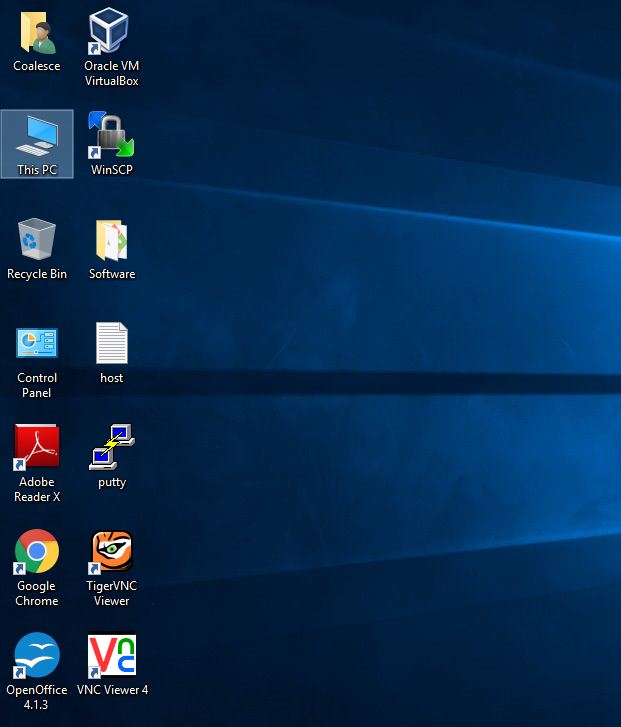 Coalesce
Oracle VM
VirtualBox
This PC
WinSCP
Recycle Bin
Software
Control
Panel
host
Adobe
Reader X
putty
Google
Chrome
TigerVNC
Viewer
OpenOffice
4.1.3
VNC
VNC Viewer 4